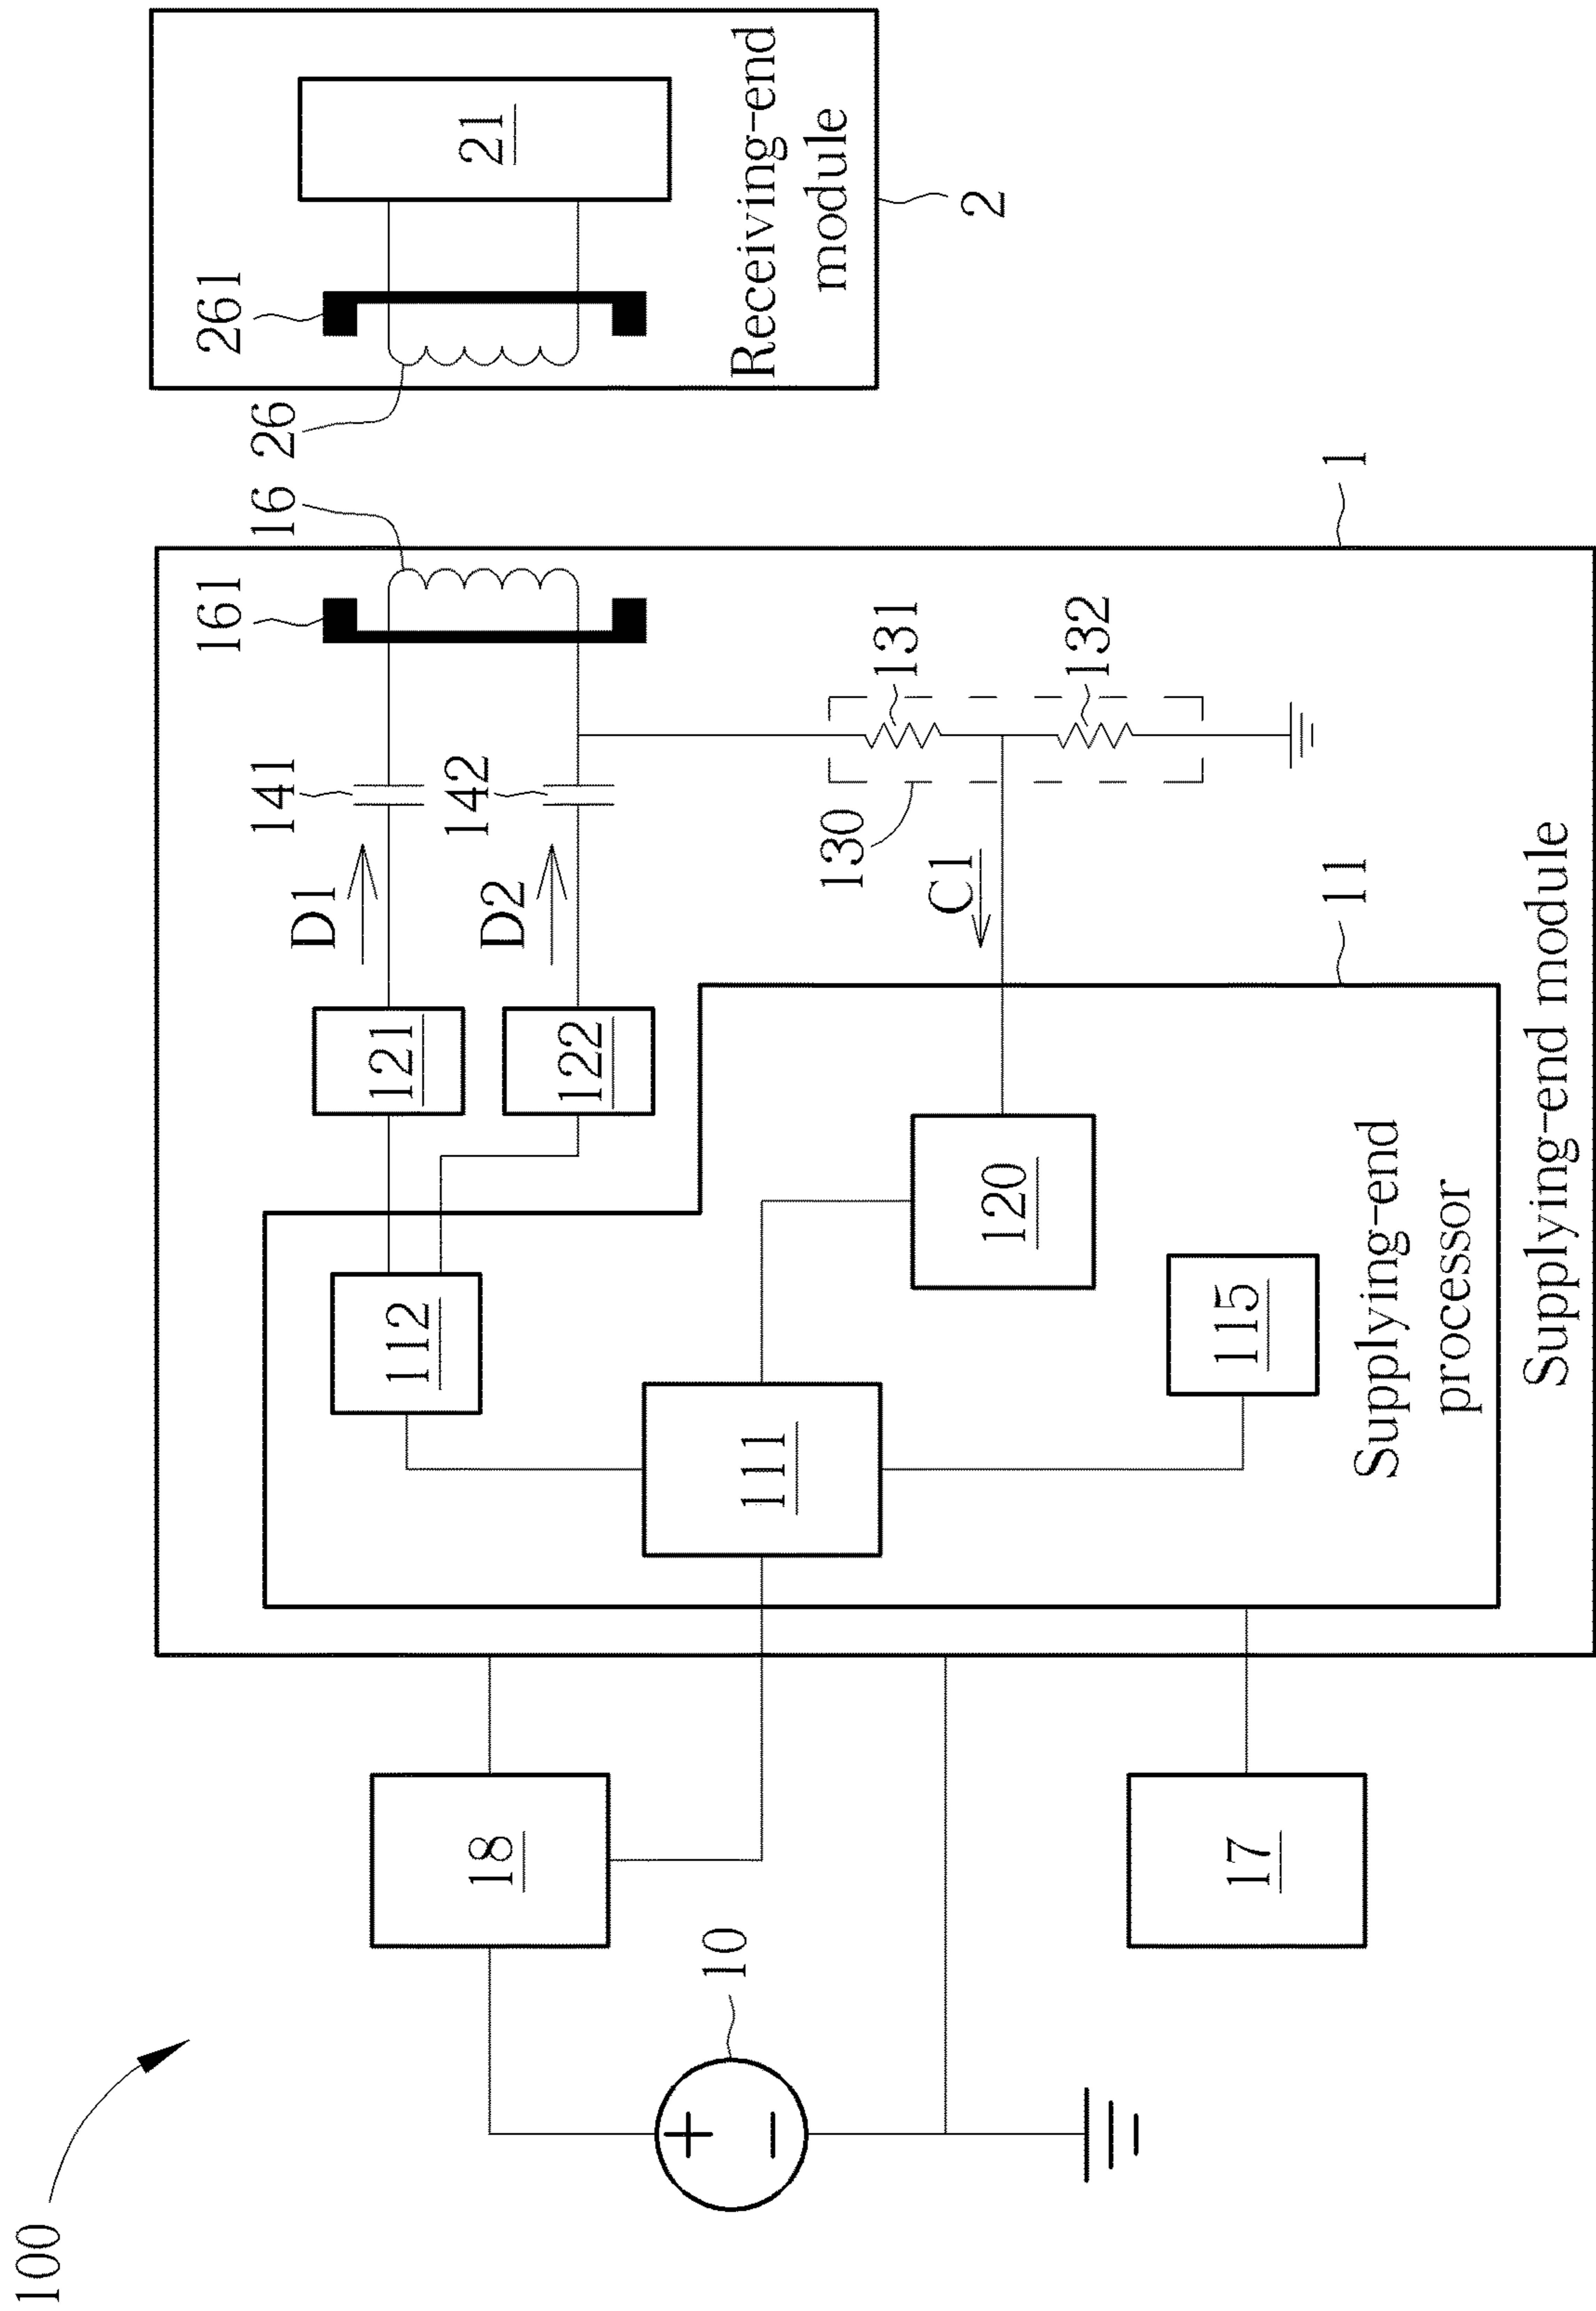 100
10
18
17
Supplying-end module
1
Supplying-end
processor
11
111
112
115
120
121
122
D1
D2
141
142
C1
130
131
132
161
16
26
261
21
Receiving-end
module
2